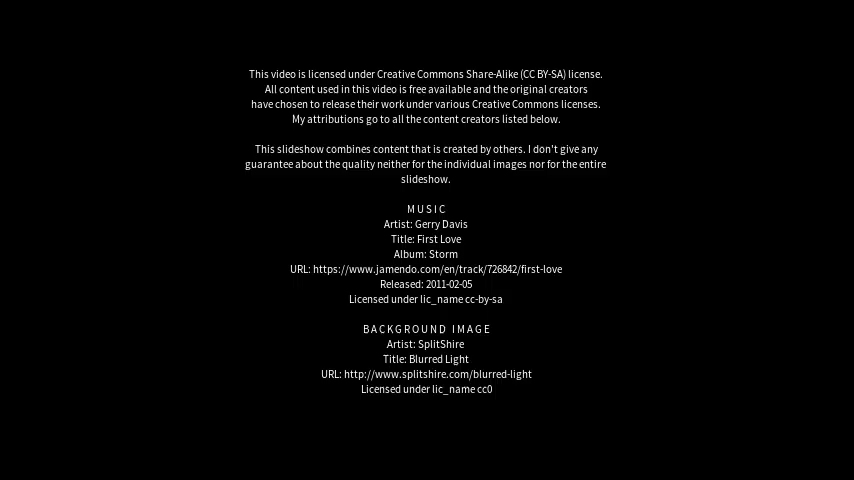 This video is licensed under Creative Commons Share-Alike (CC BY-SA) license.
All content used in this video is free available and the original creators
have chosen to release their work under various Creative Commons licenses.
My attributions go to all the content creators listed below.
This slideshow combines content that is created by others. I don't give any
guarantee about the quality neither for the individual images nor for the entire
slideshow.
MUSIC
Artist: Gerry Davis
Title: First Love
Album: Storm
URL: https://www.jamendo.com/en/track/726842/first-love
Released: 2011-02-05
Licensed under lic_name cc-by-sa
BACKGROUND IMAGE
Artist: SplitShire
Title: Blurred Light
URL: http://www.splitshire.com/blurred-light
Licensed under lic_name cc0